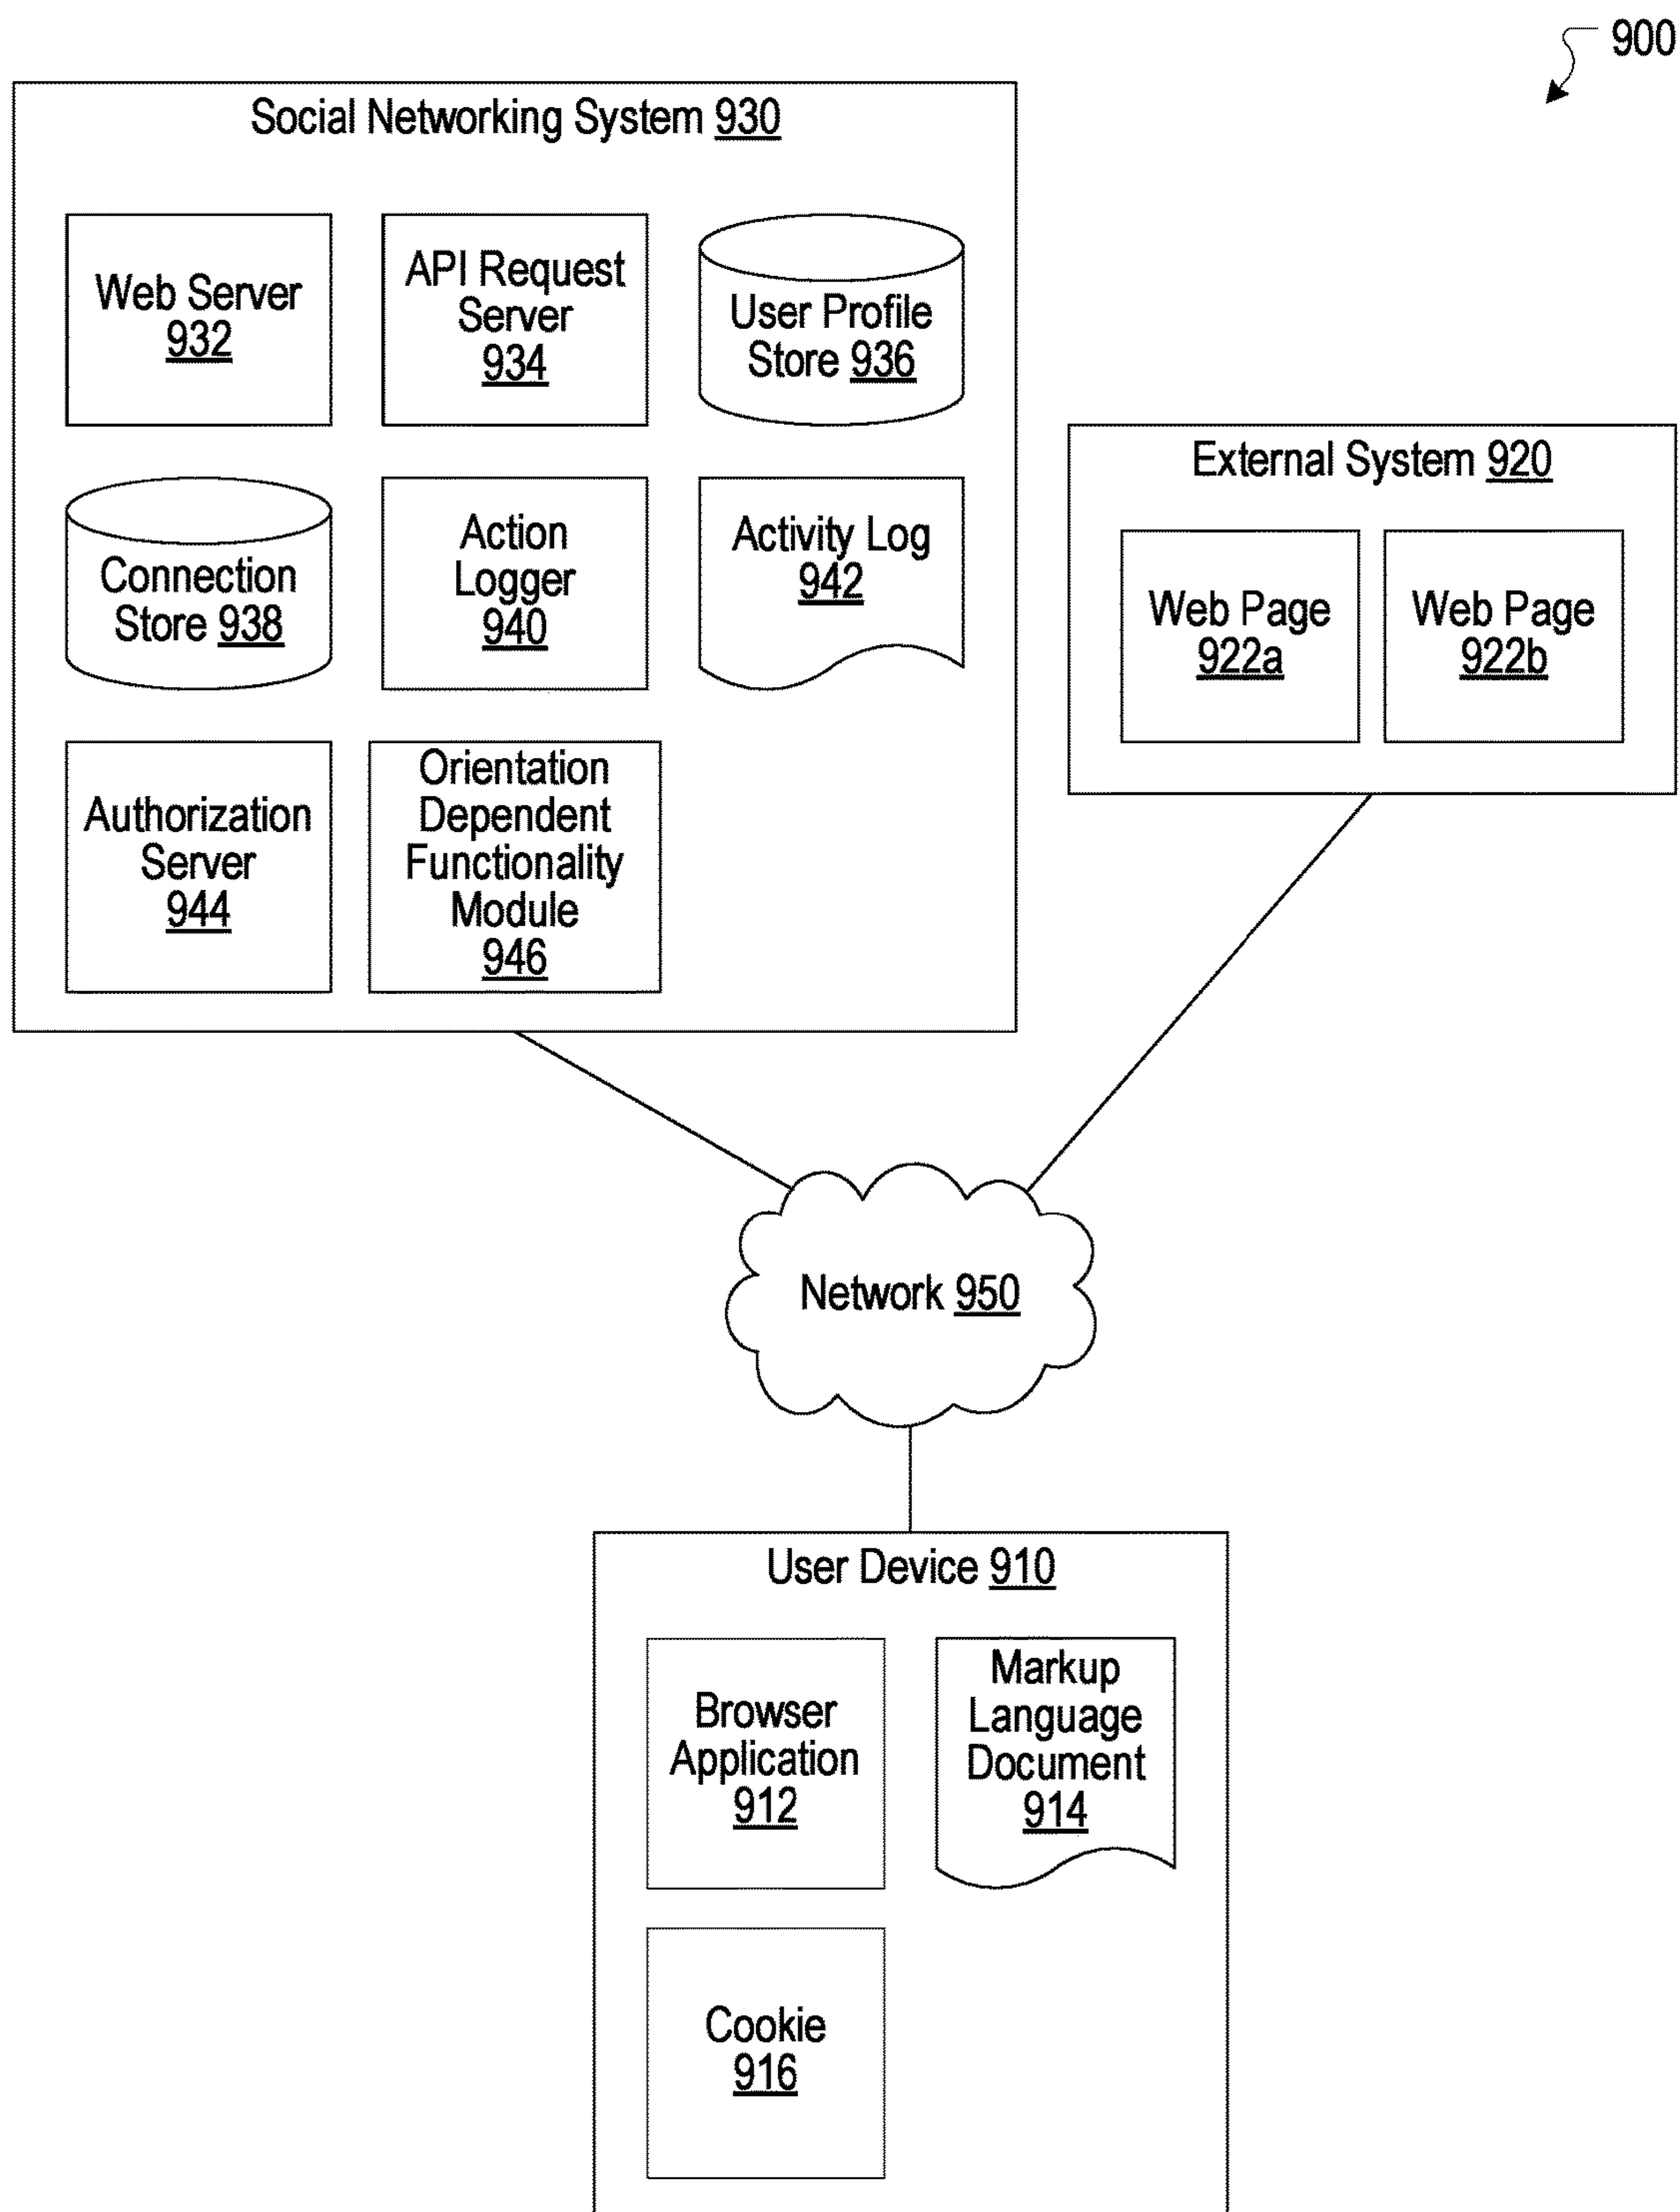 900
Social Networking System 930
Web Server
932
API Request
Server
934
User Profile
Store 936
Connection
Store 938
Action
Logger
940
Activity Log
942
Authorization
Server
944
Orientation
Dependent
Functionality
Module
946
External System 920
Web Page
922a
Web Page
922b
Network 950
User Device 910
Browser
Application
912
Markup
Language
Document
914
Cookie
916